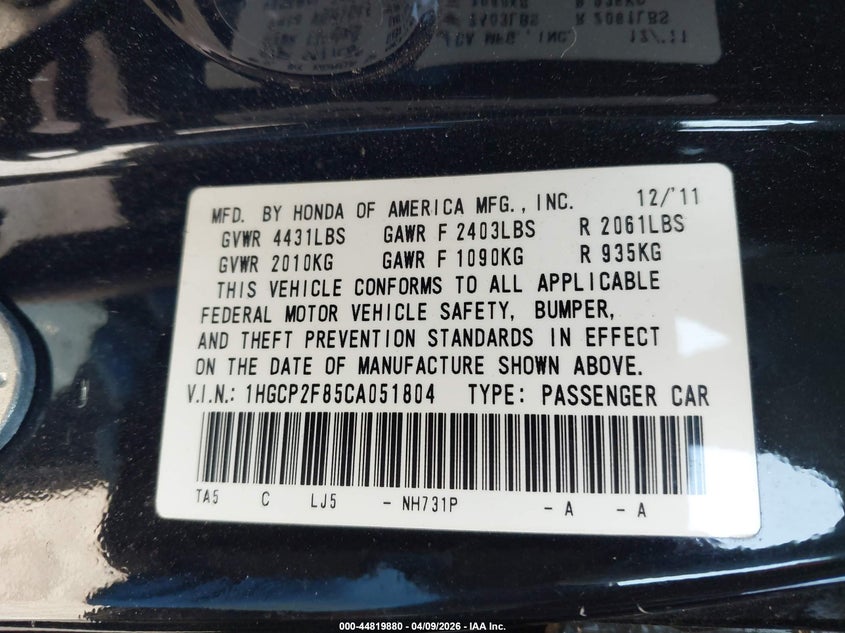 MFD. BY HONDA OF AMERICA MFG., INC. 12/'11
GVWR 4431LBS GAWR F 2403LBS R 2061LBS
GVWR 2010KG GAWR F 1090KG R 935KG
THIS VEHICLE CONFORMS TO ALL APPLICABLE
FEDERAL MOTOR VEHICLE SAFETY, BUMPER,
AND THEFT PREVENTION STANDARDS IN EFFECT
ON THE DATE OF MANUFACTURE SHOWN ABOVE.
V.I.N.: 1HGCP2F85CA051804 TYPE: PASSENGER CAR
TA5 C LJ5 - NH731P - A - A
000-44819880 - 04/09/2026 - IAA Inc.